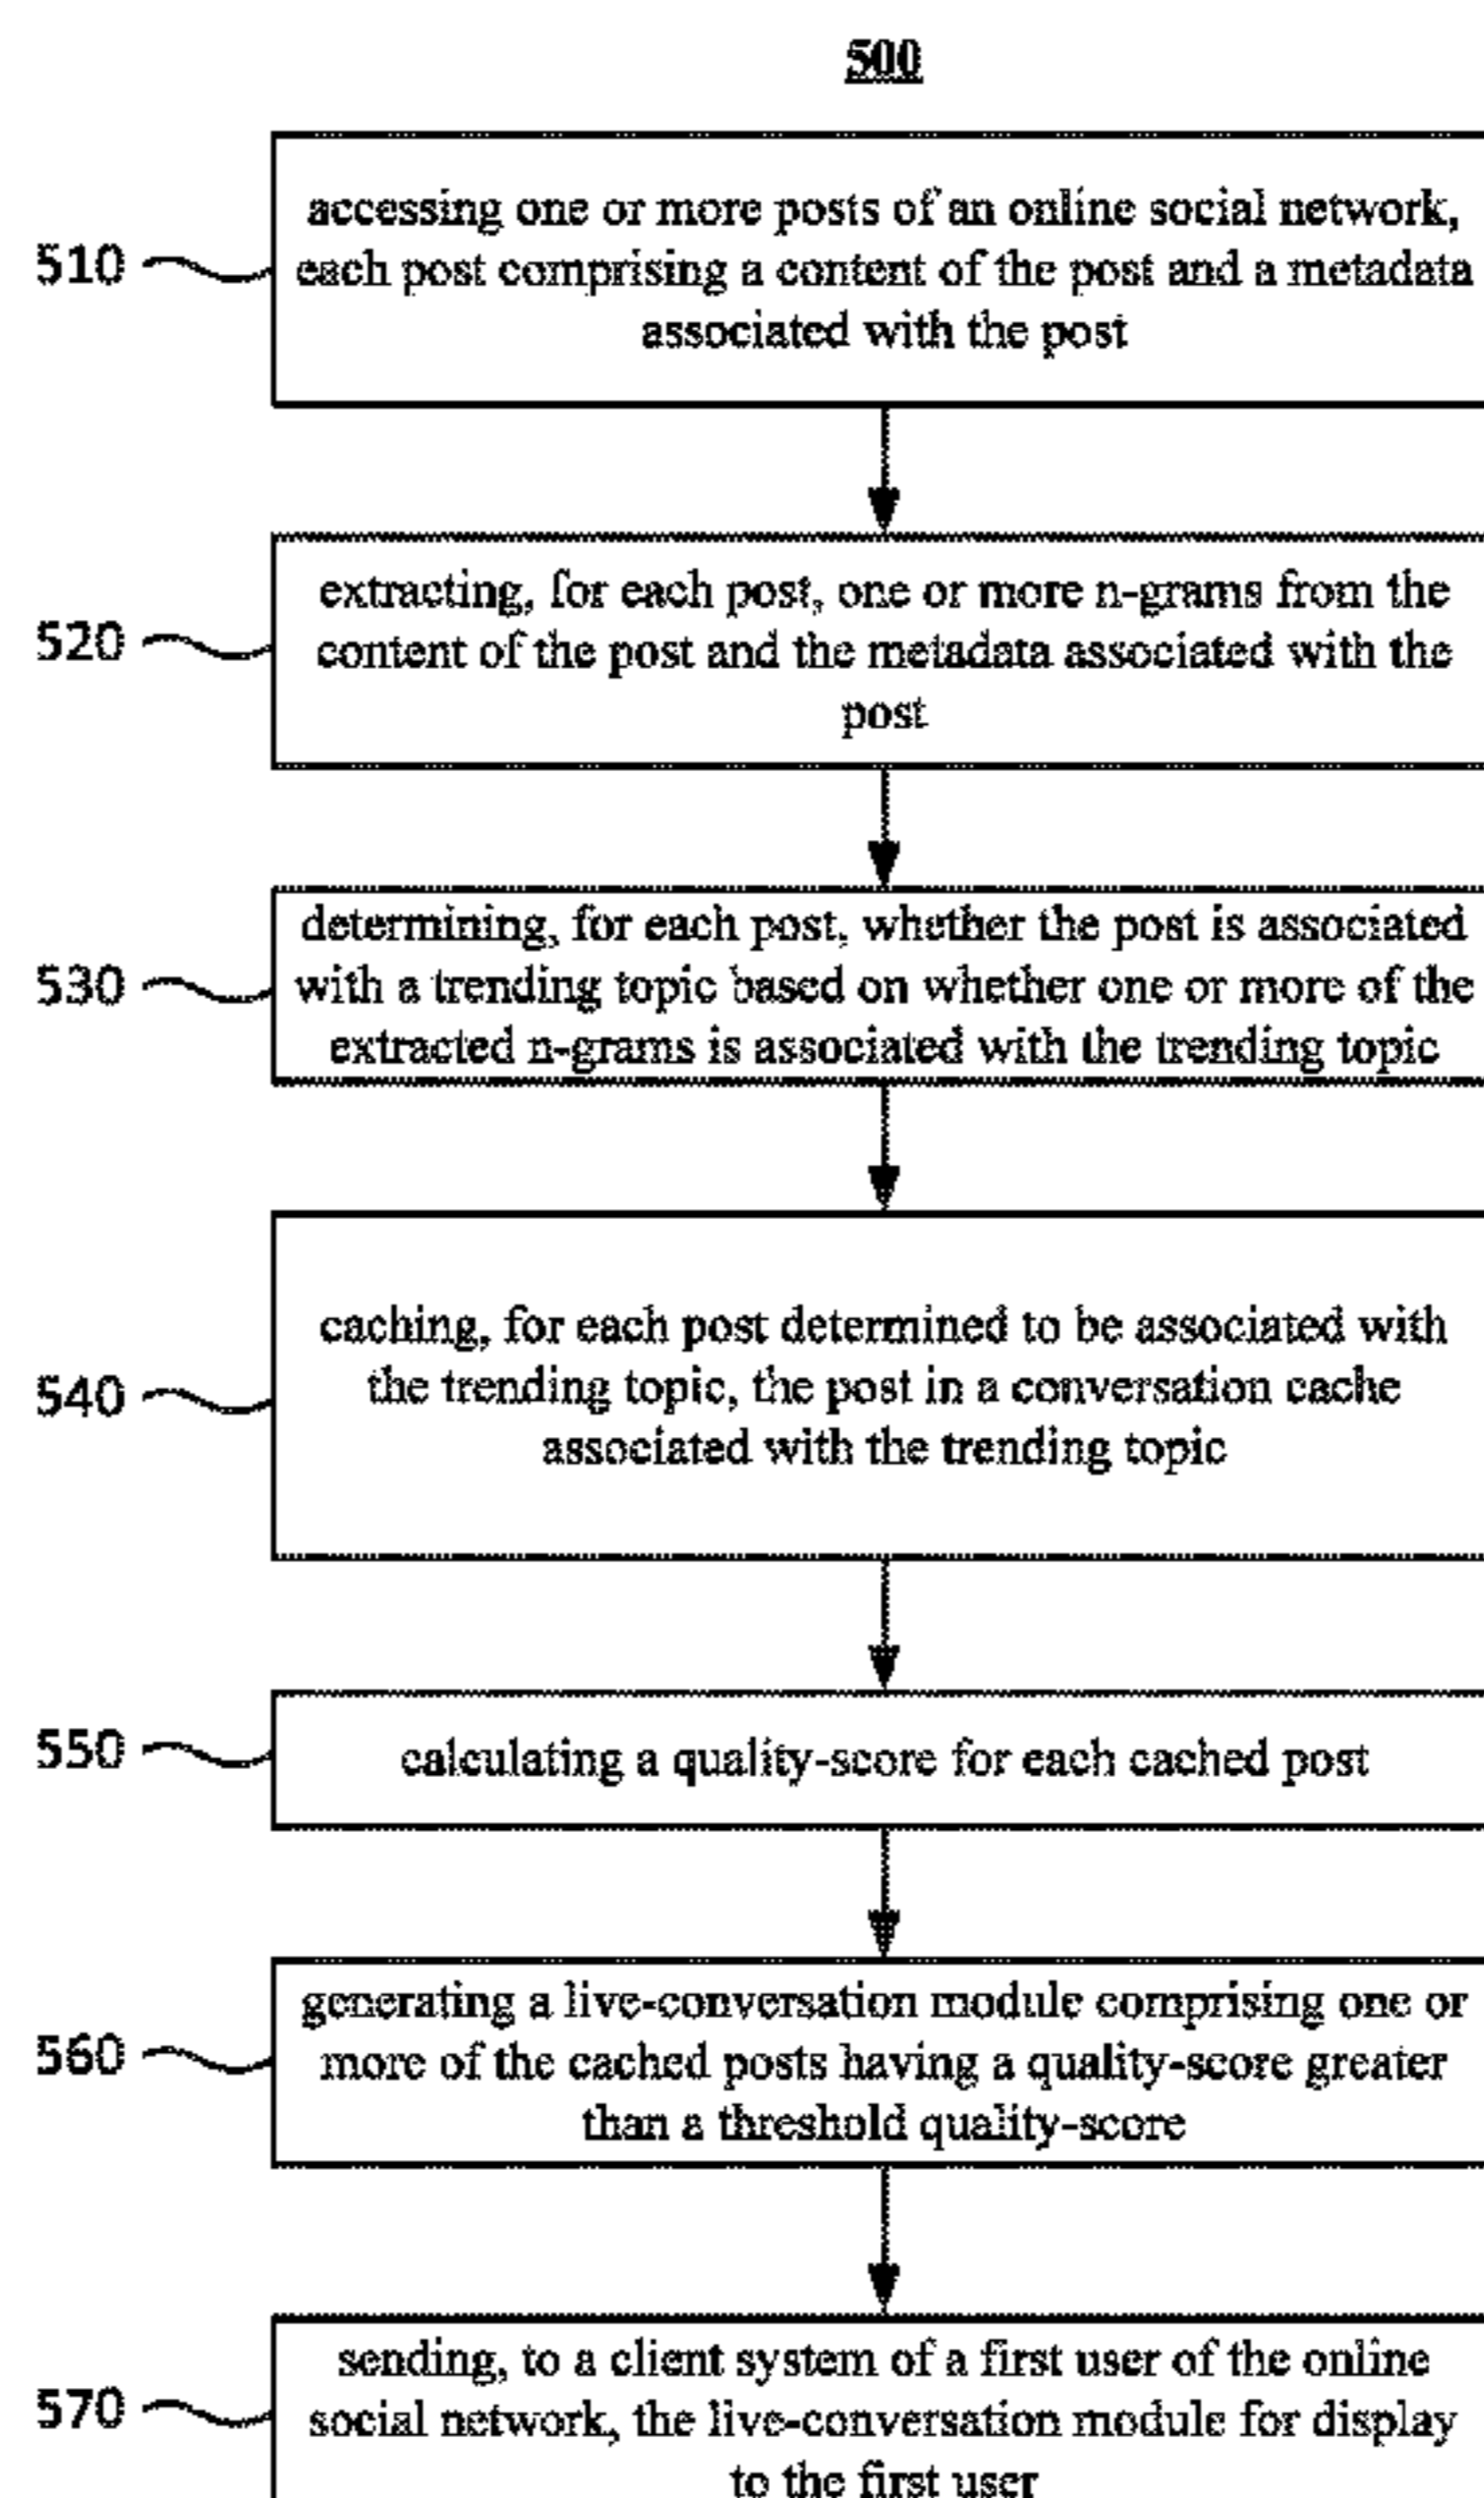 500
510
accessing one or more posts of an online social network,
each post comprising a content of the post and a metadata
associated with the post
520
extracting, for each post, one or more n-grams from the
content of the post and the metadata associated with the
post
530
determining, for each post, whether the post is associated
with a trending topic based on whether one or more of the
extracted n-grams is associated with the trending topic
540
caching, for each post determined to be associated with
the trending topic, the post in a conversation cache
associated with the trending topic
550
calculating a quality-score for each cached post
560
generating a live-conversation module comprising one or
more of the cached posts having a quality-score greater
than a threshold quality-score
570
sending, to a client system of a first user of the online
social network, the live-conversation module for display
to the first user